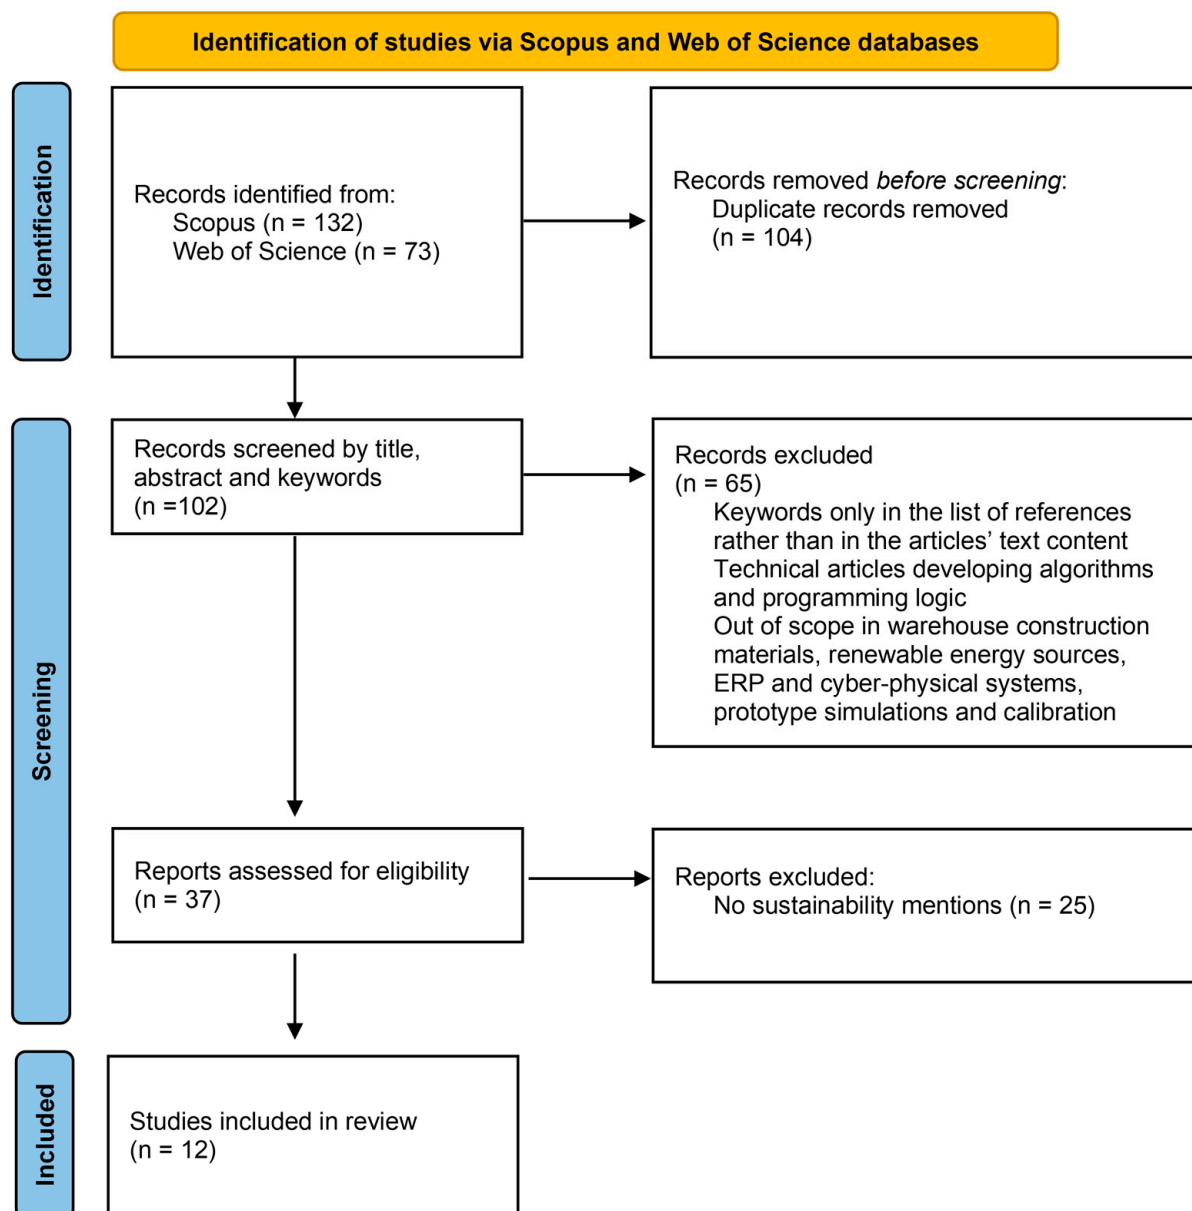 Identification of studies via Scopus and Web of Science databases
Identification
Records identified from:
Scopus (n = 132)
Web of Science (n = 73)
Records removed before screening:
Duplicate records removed
(n = 104)
Screening
Records screened by title,
abstract and keywords
(n =102)
Records excluded
(n = 65)
Keywords only in the list of references
rather than in the articles’ text content
Technical articles developing algorithms
and programming logic
Out of scope in warehouse construction
materials, renewable energy sources,
ERP and cyber-physical systems,
prototype simulations and calibration
Reports assessed for eligibility
(n = 37)
Reports excluded:
No sustainability mentions (n = 25)
Included
Studies included in review
(n = 12)